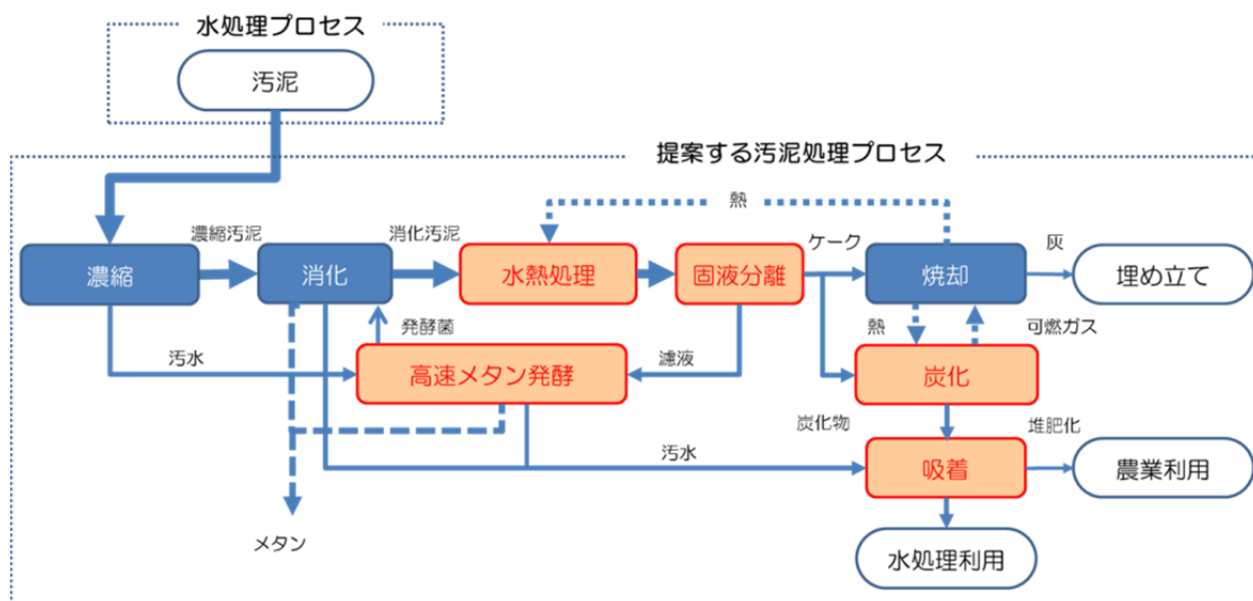 水処理プロセス
汚泥
提案する汚泥処理プロセス
熱
濃縮汚泥
消化汚泥
ケーク
灰
濃縮
消化
水熱処理
固液分離
焼却
埋め立て
発酵菌
熱
可燃ガス
汚水
高速メタン発酵
濾液
炭化
炭化物
堆肥化
汚水
吸着
農業利用
メタン
水処理利用